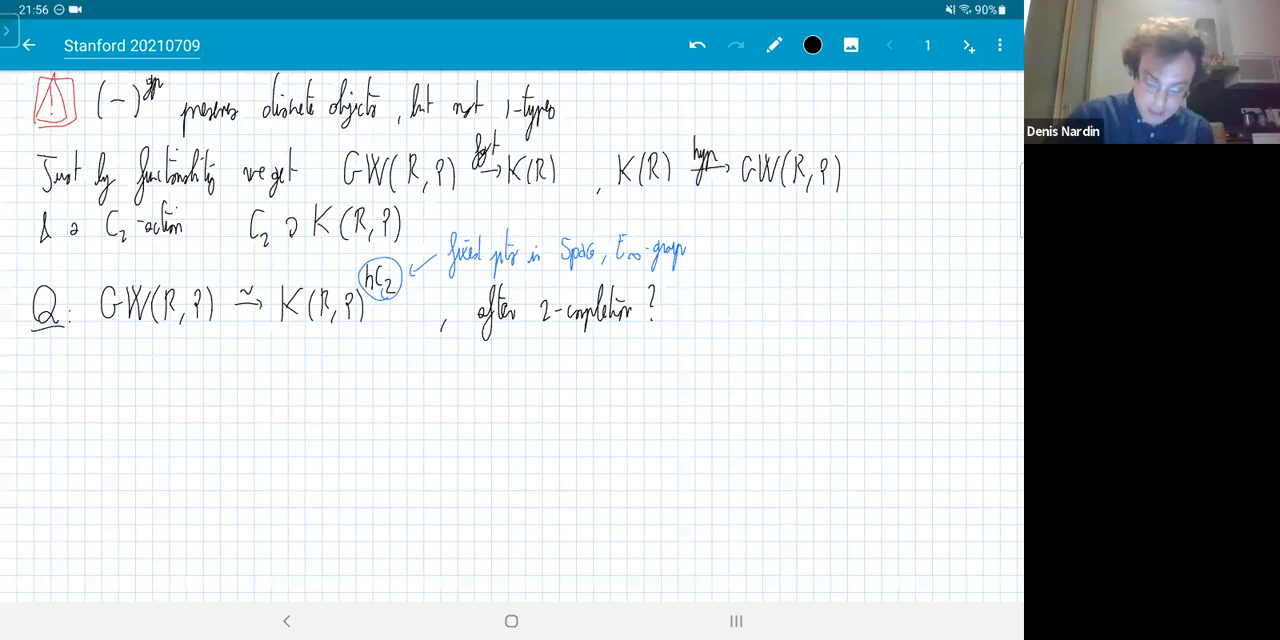 21:56
90%
Stanford 20210709
1
! (-)^gp preserves discrete objects, but not 1-types
Just by functoriality we get GW(R, P) fgt→ K(R) , K(R) hyp→ GW(R, P)
& a C₂-action C₂ ↻ K(R, P)
fixed pts in Space, E∞-group
Q: GW(R, P) ~→ K(R, P)^hC₂ , after 2-completion ?
Denis Nardin